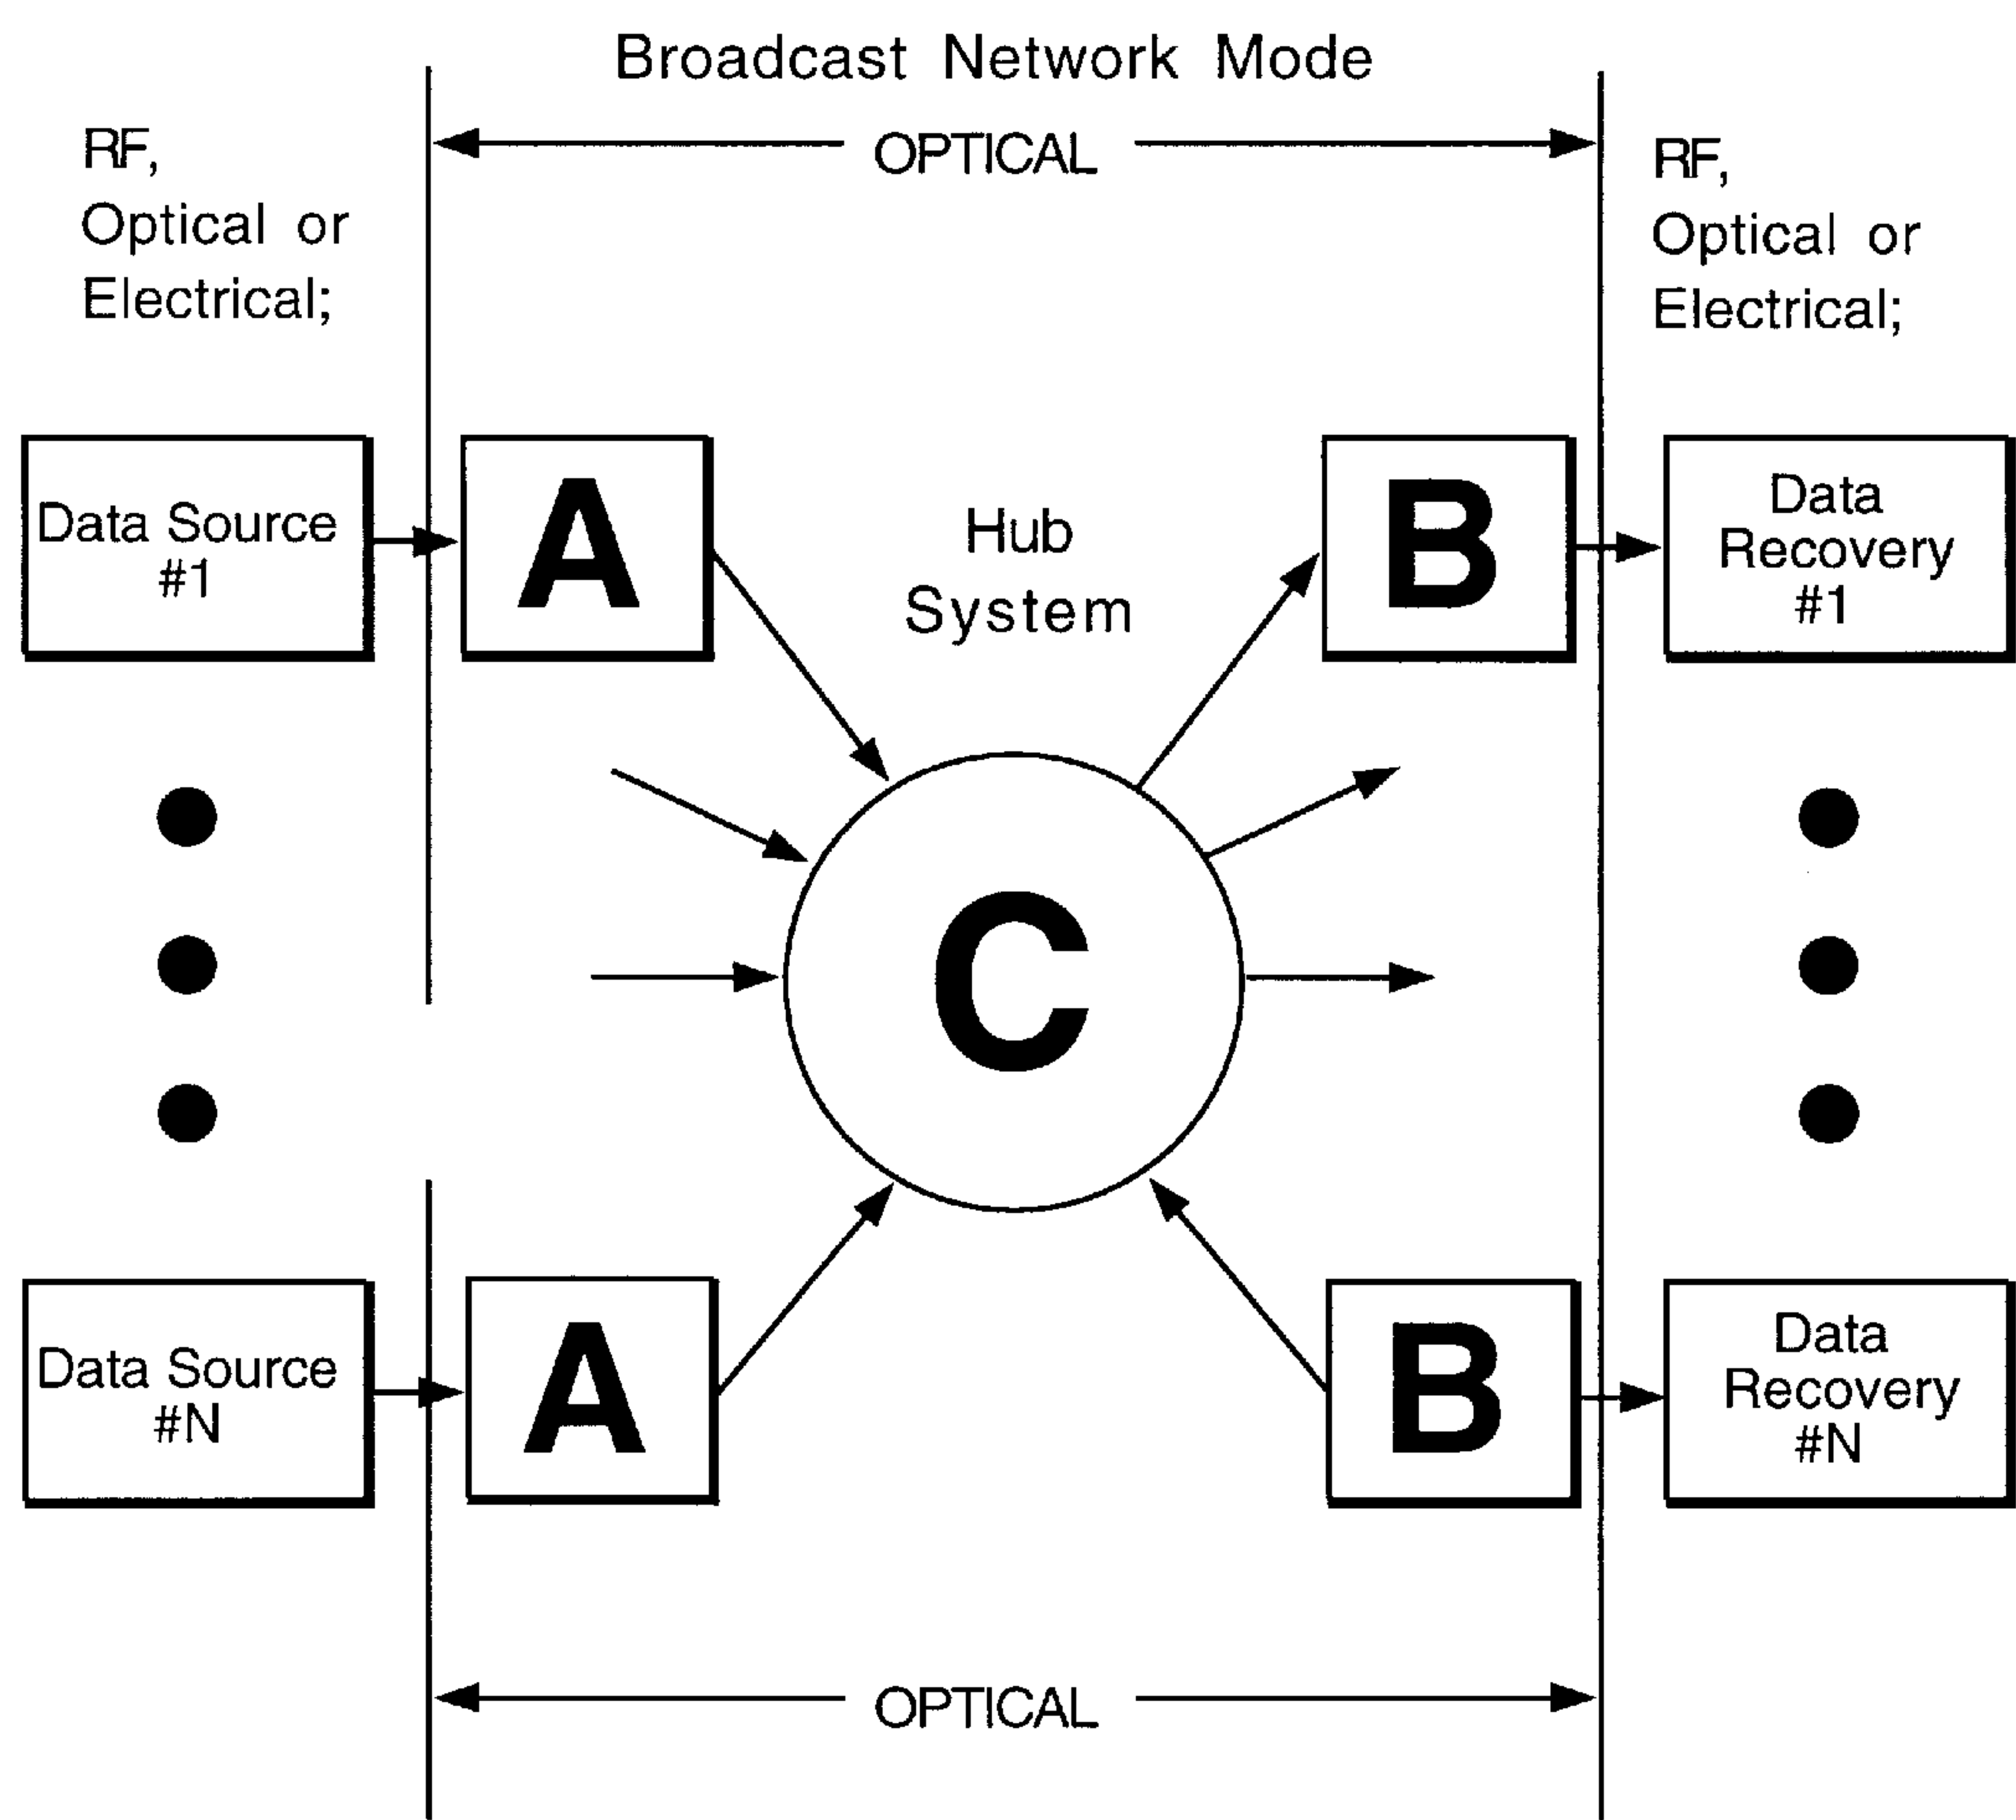 Broadcast Network Mode
OPTICAL
RF,
Optical or
Electrical;
RF,
Optical or
Electrical;
Data Source
#1
A
Hub
System
B
Data
Recovery
#1
C
Data Source
#N
A
B
Data
Recovery
#N
OPTICAL